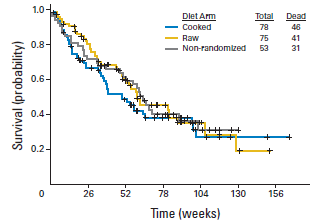 Diet Arm Total Dead
Cooked 78 46
Raw 75 41
Non-randomized 53 31
Survival (probability)
1.0
0.8
0.6
0.4
0.2
0 26 52 78 104 130 156
Time (weeks)